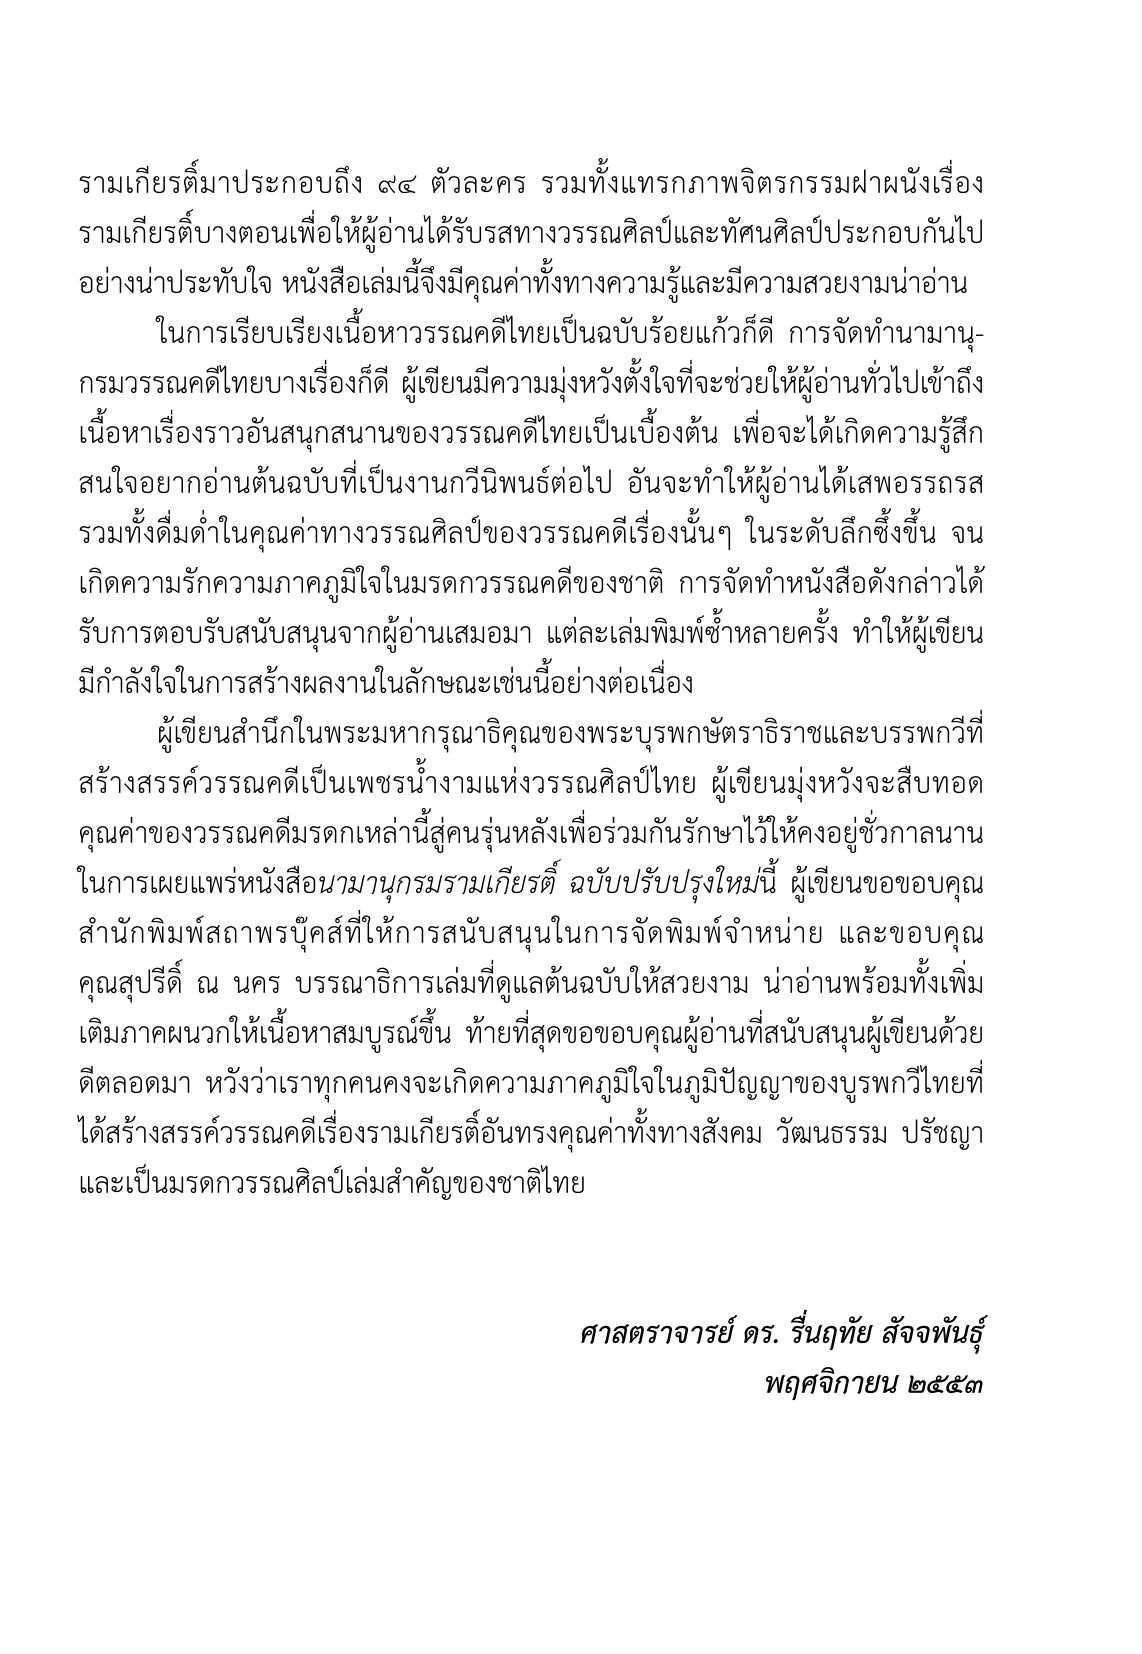 รามเกียรติ์มาประกอบถึง ๙๔ ตัวละคร รวมทั้งแทรกภาพจิตรกรรมฝาผนังเรื่อง
รามเกียรติ์บางตอนเพื่อให้ผู้อ่านได้รับรสทางวรรณศิลป์และทัศนศิลป์ประกอบกันไป
อย่างน่าประทับใจ หนังสือเล่มนี้จึงมีคุณค่าทั้งทางความรู้และมีความสวยงามน่าอ่าน
ในการเรียบเรียงเนื้อหาวรรณคดีไทยเป็นฉบับร้อยแก้วก็ดี การจัดทำนามานุ-
กรมวรรณคดีไทยบางเรื่องก็ดี ผู้เขียนมีความมุ่งหวังตั้งใจที่จะช่วยให้ผู้อ่านทั่วไปเข้าถึง
เนื้อหาเรื่องราวอันสนุกสนานของวรรณคดีไทยเป็นเบื้องต้น เพื่อจะได้เกิดความรู้สึก
สนใจอยากอ่านต้นฉบับที่เป็นงานกวีนิพนธ์ต่อไป อันจะทำให้ผู้อ่านได้เสพอรรถรส
รวมทั้งดื่มด่ำในคุณค่าทางวรรณศิลป์ของวรรณคดีเรื่องนั้นๆ ในระดับลึกซึ้งขึ้น จน
เกิดความรักความภาคภูมิใจในมรดกวรรณคดีของชาติ การจัดทำหนังสือดังกล่าวได้
รับการตอบรับสนับสนุนจากผู้อ่านเสมอมา แต่ละเล่มพิมพ์ซ้ำหลายครั้ง ทำให้ผู้เขียน
มีกำลังใจในการสร้างผลงานในลักษณะเช่นนี้อย่างต่อเนื่อง
ผู้เขียนสำนึกในพระมหากรุณาธิคุณของพระบุรพกษัตราธิราชและบรรพกวีที่
สร้างสรรค์วรรณคดีเป็นเพชรน้ำงามแห่งวรรณศิลป์ไทย ผู้เขียนมุ่งหวังจะสืบทอด
คุณค่าของวรรณคดีมรดกเหล่านี้สู่คนรุ่นหลังเพื่อร่วมกันรักษาไว้ให้คงอยู่ชั่วกาลนาน
ในการเผยแพร่หนังสือนามานุกรมรามเกียรติ์ ฉบับปรับปรุงใหม่นี้ ผู้เขียนขอขอบคุณ
สำนักพิมพ์สถาพรบุ๊คส์ที่ให้การสนับสนุนในการจัดพิมพ์จำหน่าย และขอบคุณ
คุณสุปรีดิ์ ณ นคร บรรณาธิการเล่มที่ดูแลต้นฉบับให้สวยงาม น่าอ่านพร้อมทั้งเพิ่ม
เติมภาคผนวกให้เนื้อหาสมบูรณ์ขึ้น ท้ายที่สุดขอขอบคุณผู้อ่านที่สนับสนุนผู้เขียนด้วย
ดีตลอดมา หวังว่าเราทุกคนคงจะเกิดความภาคภูมิใจในภูมิปัญญาของบูรพกวีไทยที่
ได้สร้างสรรค์วรรณคดีเรื่องรามเกียรติ์อันทรงคุณค่าทั้งทางสังคม วัฒนธรรม ปรัชญา
และเป็นมรดกวรรณศิลป์เล่มสำคัญของชาติไทย
ศาสตราจารย์ ดร. รื่นฤทัย สัจจพันธุ์
พฤศจิกายน ๒๕๕๓